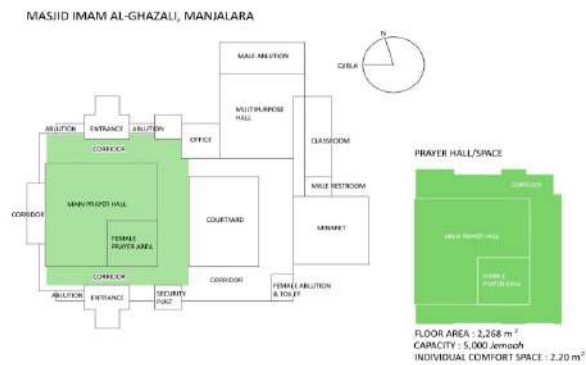 MASJID IMAM AL-GHAZALI, MANJALARA
MALE ABLUTION
N
QIBLA
MULTIPURPOSE
HALL
ABLUTION
ENTRANCE
ABLUTION
OFFICE
CLASSROOM
CORRIDOR
MALE RESTROOM
CORRIDOR
MAIN PRAYER HALL
COURTYARD
MINARET
FEMALE
PRAYER AREA
CORRIDOR
CORRIDOR
ABLUTION
ENTRANCE
SECURITY
POST
FEMALE ABLUTION
& TOILET
PRAYER HALL/SPACE
CORRIDOR
MAIN PRAYER HALL
FEMALE
PRAYER HALL
FLOOR AREA : 2,268 m²
CAPACITY : 5,000 Jemaah
INDIVIDUAL COMFORT SPACE : 2.20 m²